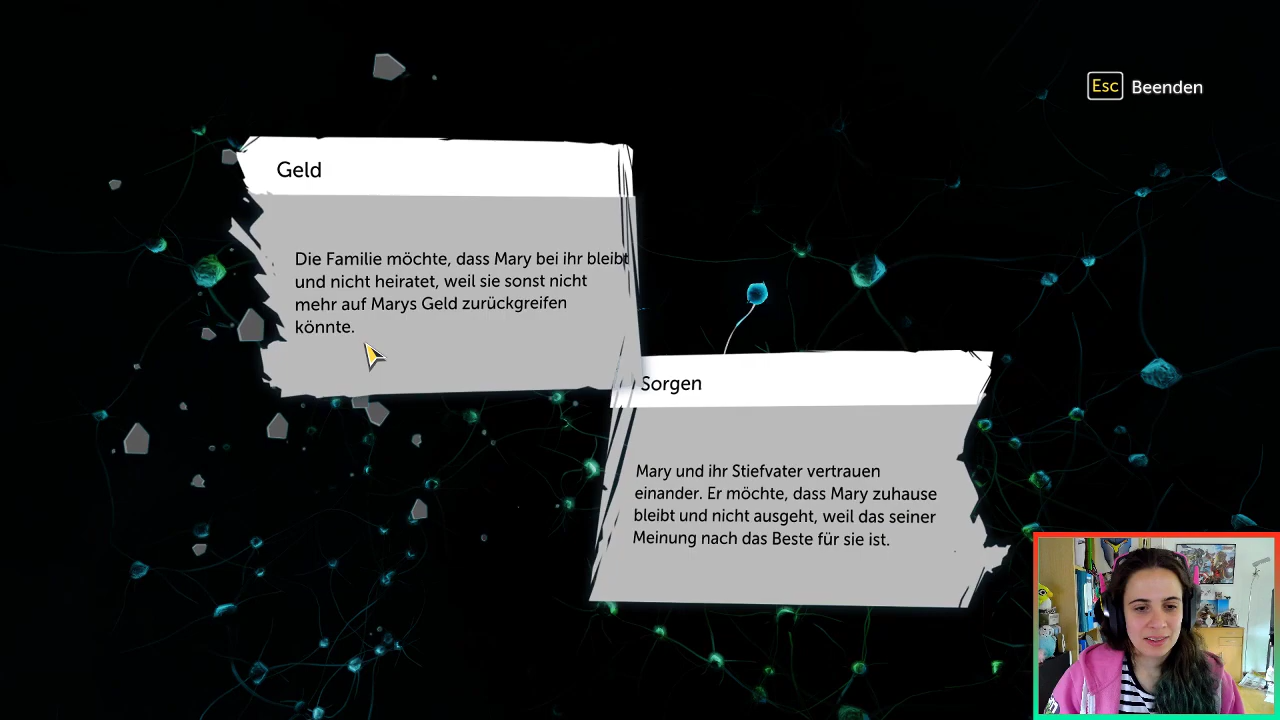 Esc Beenden
Geld
Die Familie möchte, dass Mary bei ihr bleibt
und nicht heiratet, weil sie sonst nicht
mehr auf Marys Geld zurückgreifen
könnte.
Sorgen
Mary und ihr Stiefvater vertrauen
einander. Er möchte, dass Mary zuhause
bleibt und nicht ausgeht, weil das seiner
Meinung nach das Beste für sie ist.